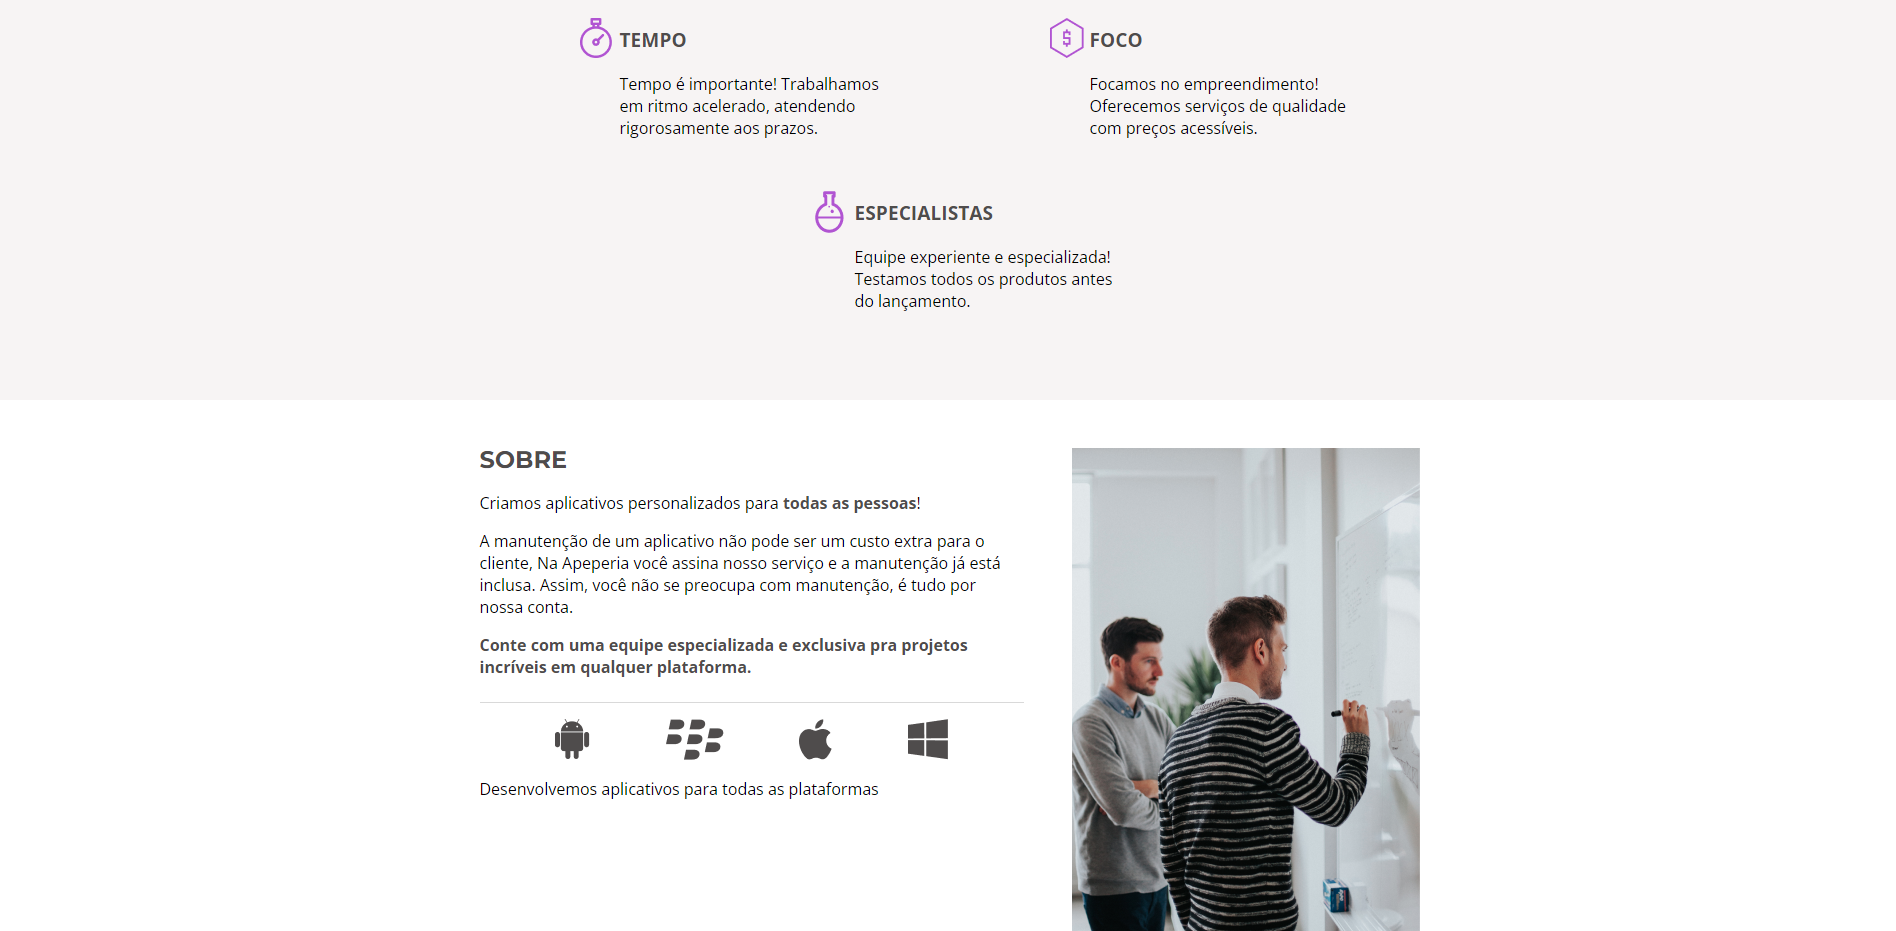 TEMPO
Tempo é importante! Trabalhamos
em ritmo acelerado, atendendo
rigorosamente aos prazos.
FOCO
Focamos no empreendimento!
Oferecemos serviços de qualidade
com preços acessíveis.
ESPECIALISTAS
Equipe experiente e especializada!
Testamos todos os produtos antes
do lançamento.
SOBRE
Criamos aplicativos personalizados para todas as pessoas!
A manutenção de um aplicativo não pode ser um custo extra para o
cliente, Na Apeperia você assina nosso serviço e a manutenção já está
inclusa. Assim, você não se preocupa com manutenção, é tudo por
nossa conta.
Conte com uma equipe especializada e exclusiva pra projetos
incríveis em qualquer plataforma.
Desenvolvemos aplicativos para todas as plataformas